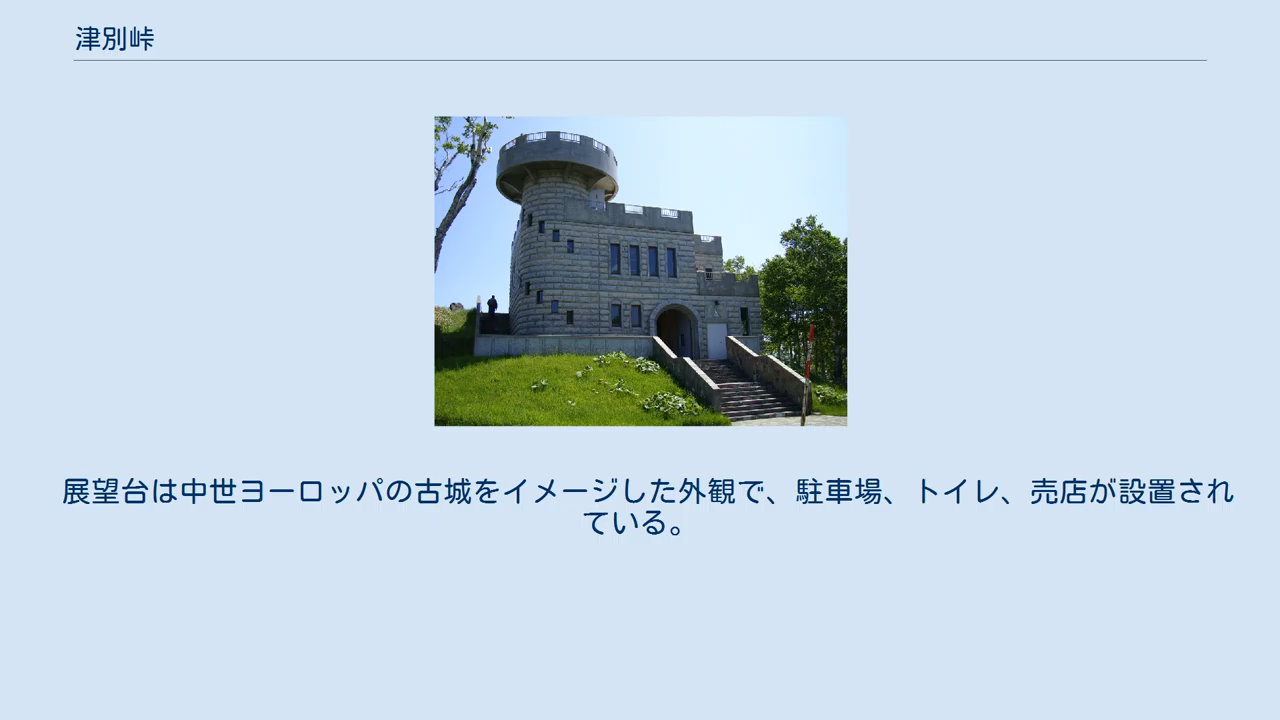 津別峠
展望台は中世ヨーロッパの古城をイメージした外観で、駐車場、トイレ、売店が設置され
ている。